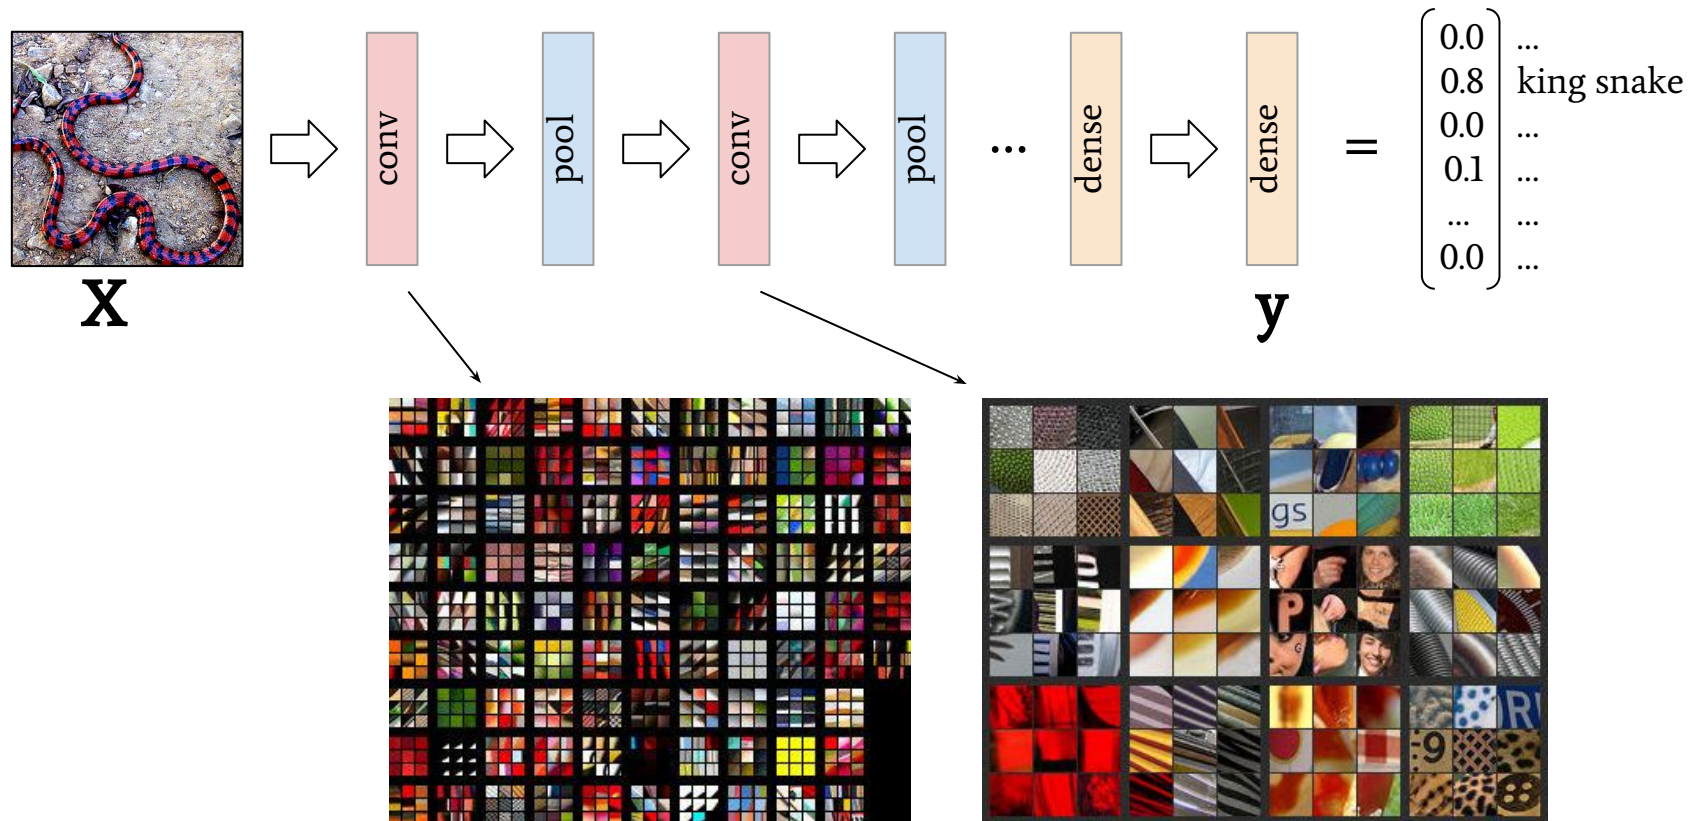 conv
pool
conv
pool
...
dense
dense
=
0.0 ...
0.8 king snake
0.0 ...
0.1 ...
... ...
0.0 ...
x
y
gs
P
G
RI
9